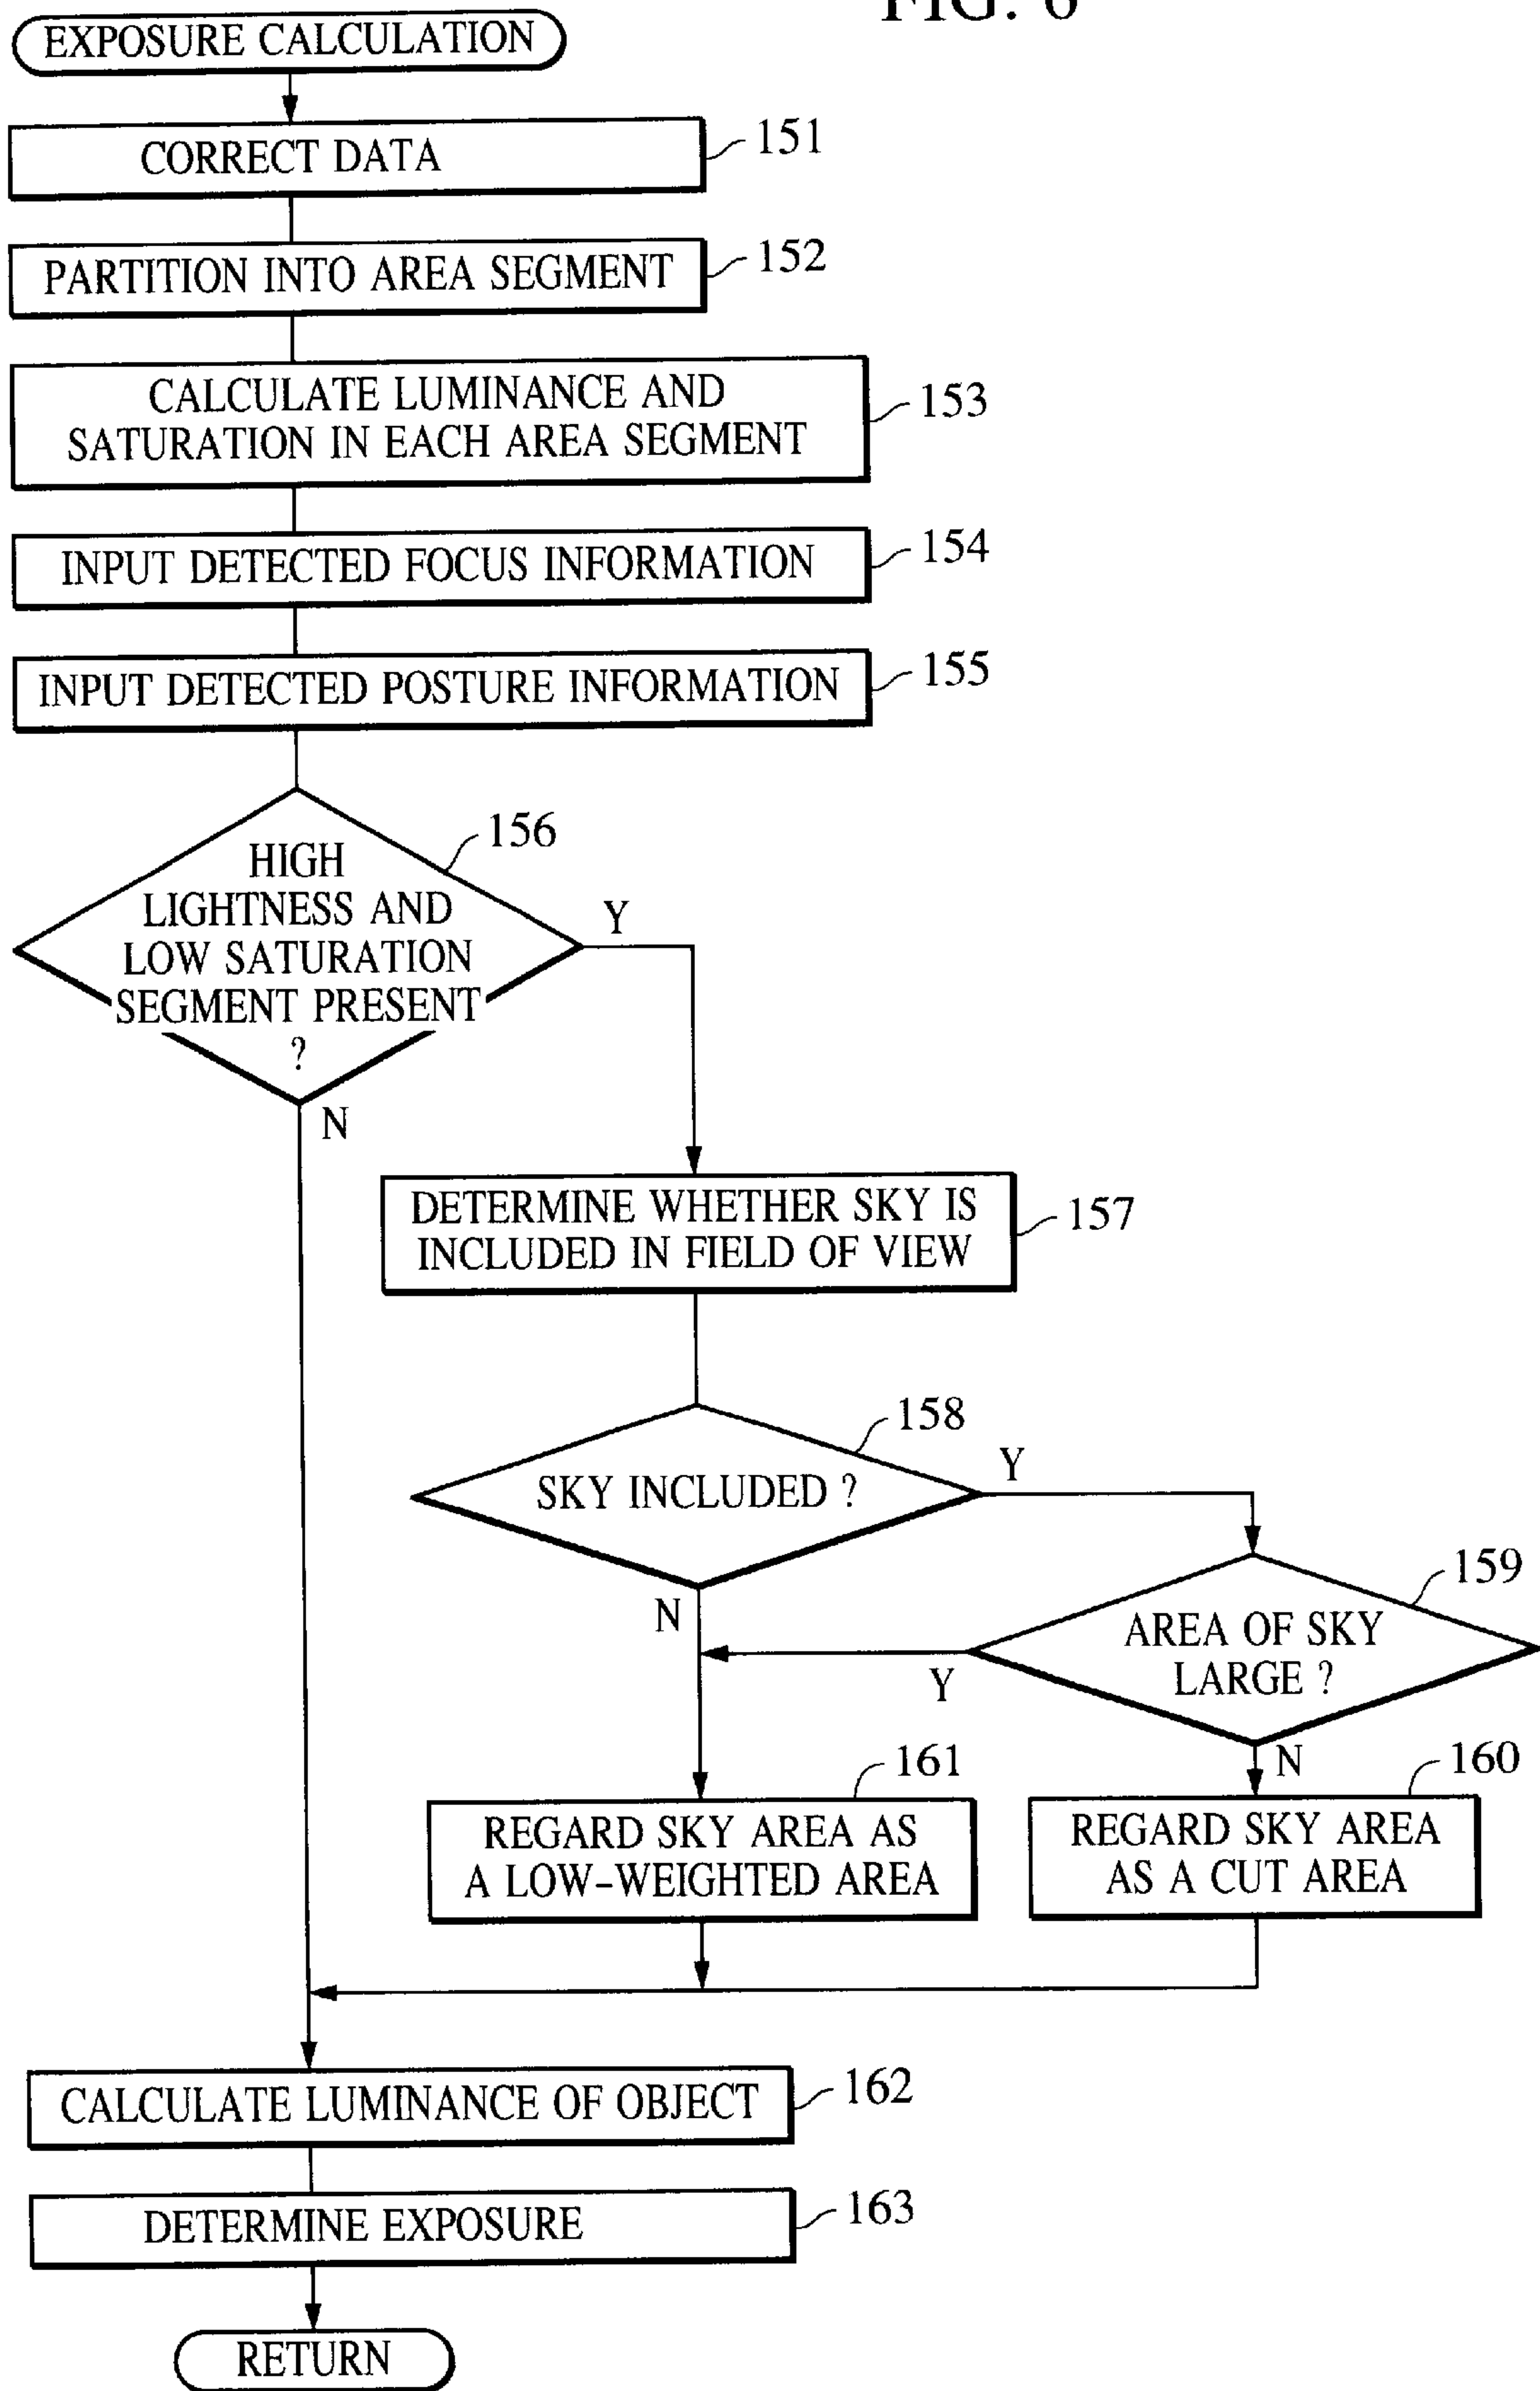 FIG. 6
EXPOSURE CALCULATION
CORRECT DATA
151
PARTITION INTO AREA SEGMENT
152
CALCULATE LUMINANCE AND
SATURATION IN EACH AREA SEGMENT
153
INPUT DETECTED FOCUS INFORMATION
154
INPUT DETECTED POSTURE INFORMATION
155
156
HIGH
LIGHTNESS AND
LOW SATURATION
SEGMENT PRESENT
?
Y
N
DETERMINE WHETHER SKY IS
INCLUDED IN FIELD OF VIEW
157
158
SKY INCLUDED ?
Y
N
159
AREA OF SKY
LARGE ?
Y
N
161
REGARD SKY AREA AS
A LOW-WEIGHTED AREA
160
REGARD SKY AREA
AS A CUT AREA
CALCULATE LUMINANCE OF OBJECT
162
DETERMINE EXPOSURE
163
RETURN